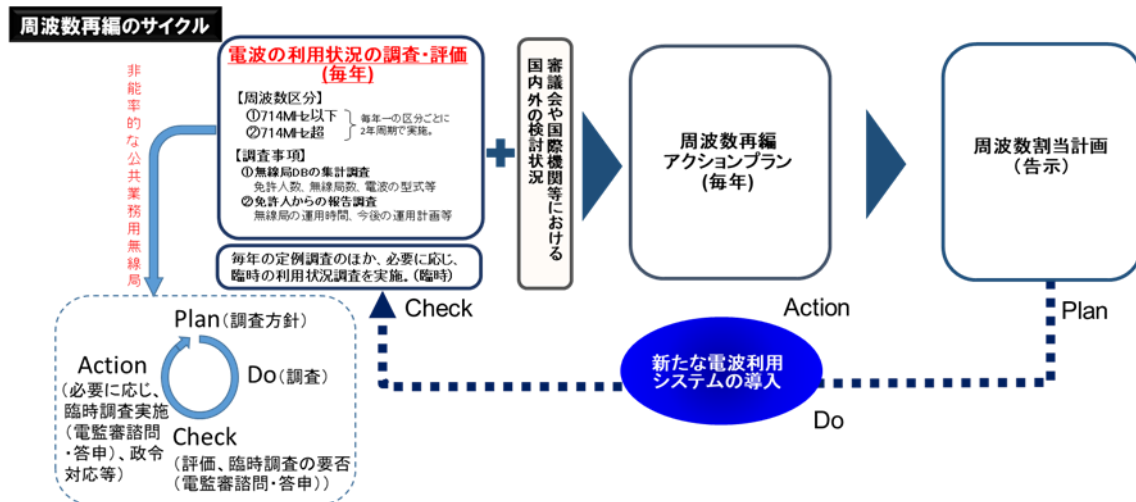 周波数再編のサイクル
非能率的な公共業務用無線局
電波の利用状況の調査・評価
(毎年)
【周波数区分】
①714MHz以下
②714MHz超
毎年一の区分ごとに
2年周期で実施。
【調査事項】
①無線局DBの集計調査
免許人数、無線局数、電波の型式等
②免許人からの報告調査
無線局の運用時間、今後の運用計画等
毎年の定例調査のほか、必要に応じ、
臨時の利用状況調査を実施。(臨時)
審議会や国際機関等における
国内外の検討状況
周波数再編
アクションプラン
(毎年)
周波数割当計画
(告示)
Check
Action
Plan
新たな電波利用
システムの導入
Do
Plan(調査方針)
Do(調査)
Check
(評価、臨時調査の要否
(電監審諮問・答申))
Action
(必要に応じ、
臨時調査実施
(電監審諮問
・答申)、政令
対応等)